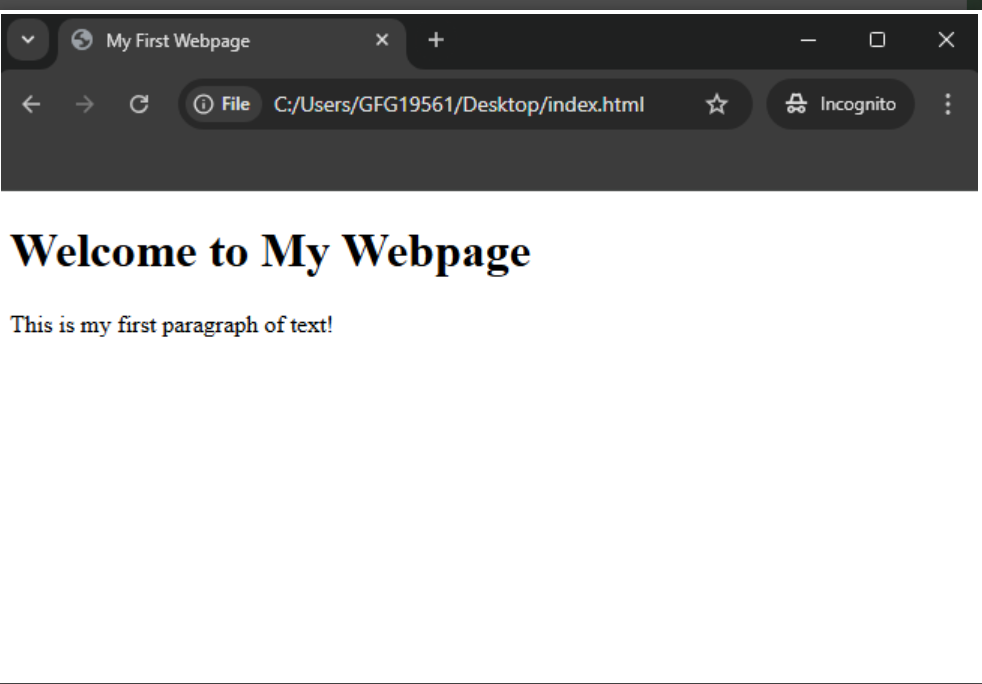 My First Webpage
File C:/Users/GFG19561/Desktop/index.html Incognito
Welcome to My Webpage
This is my first paragraph of text!